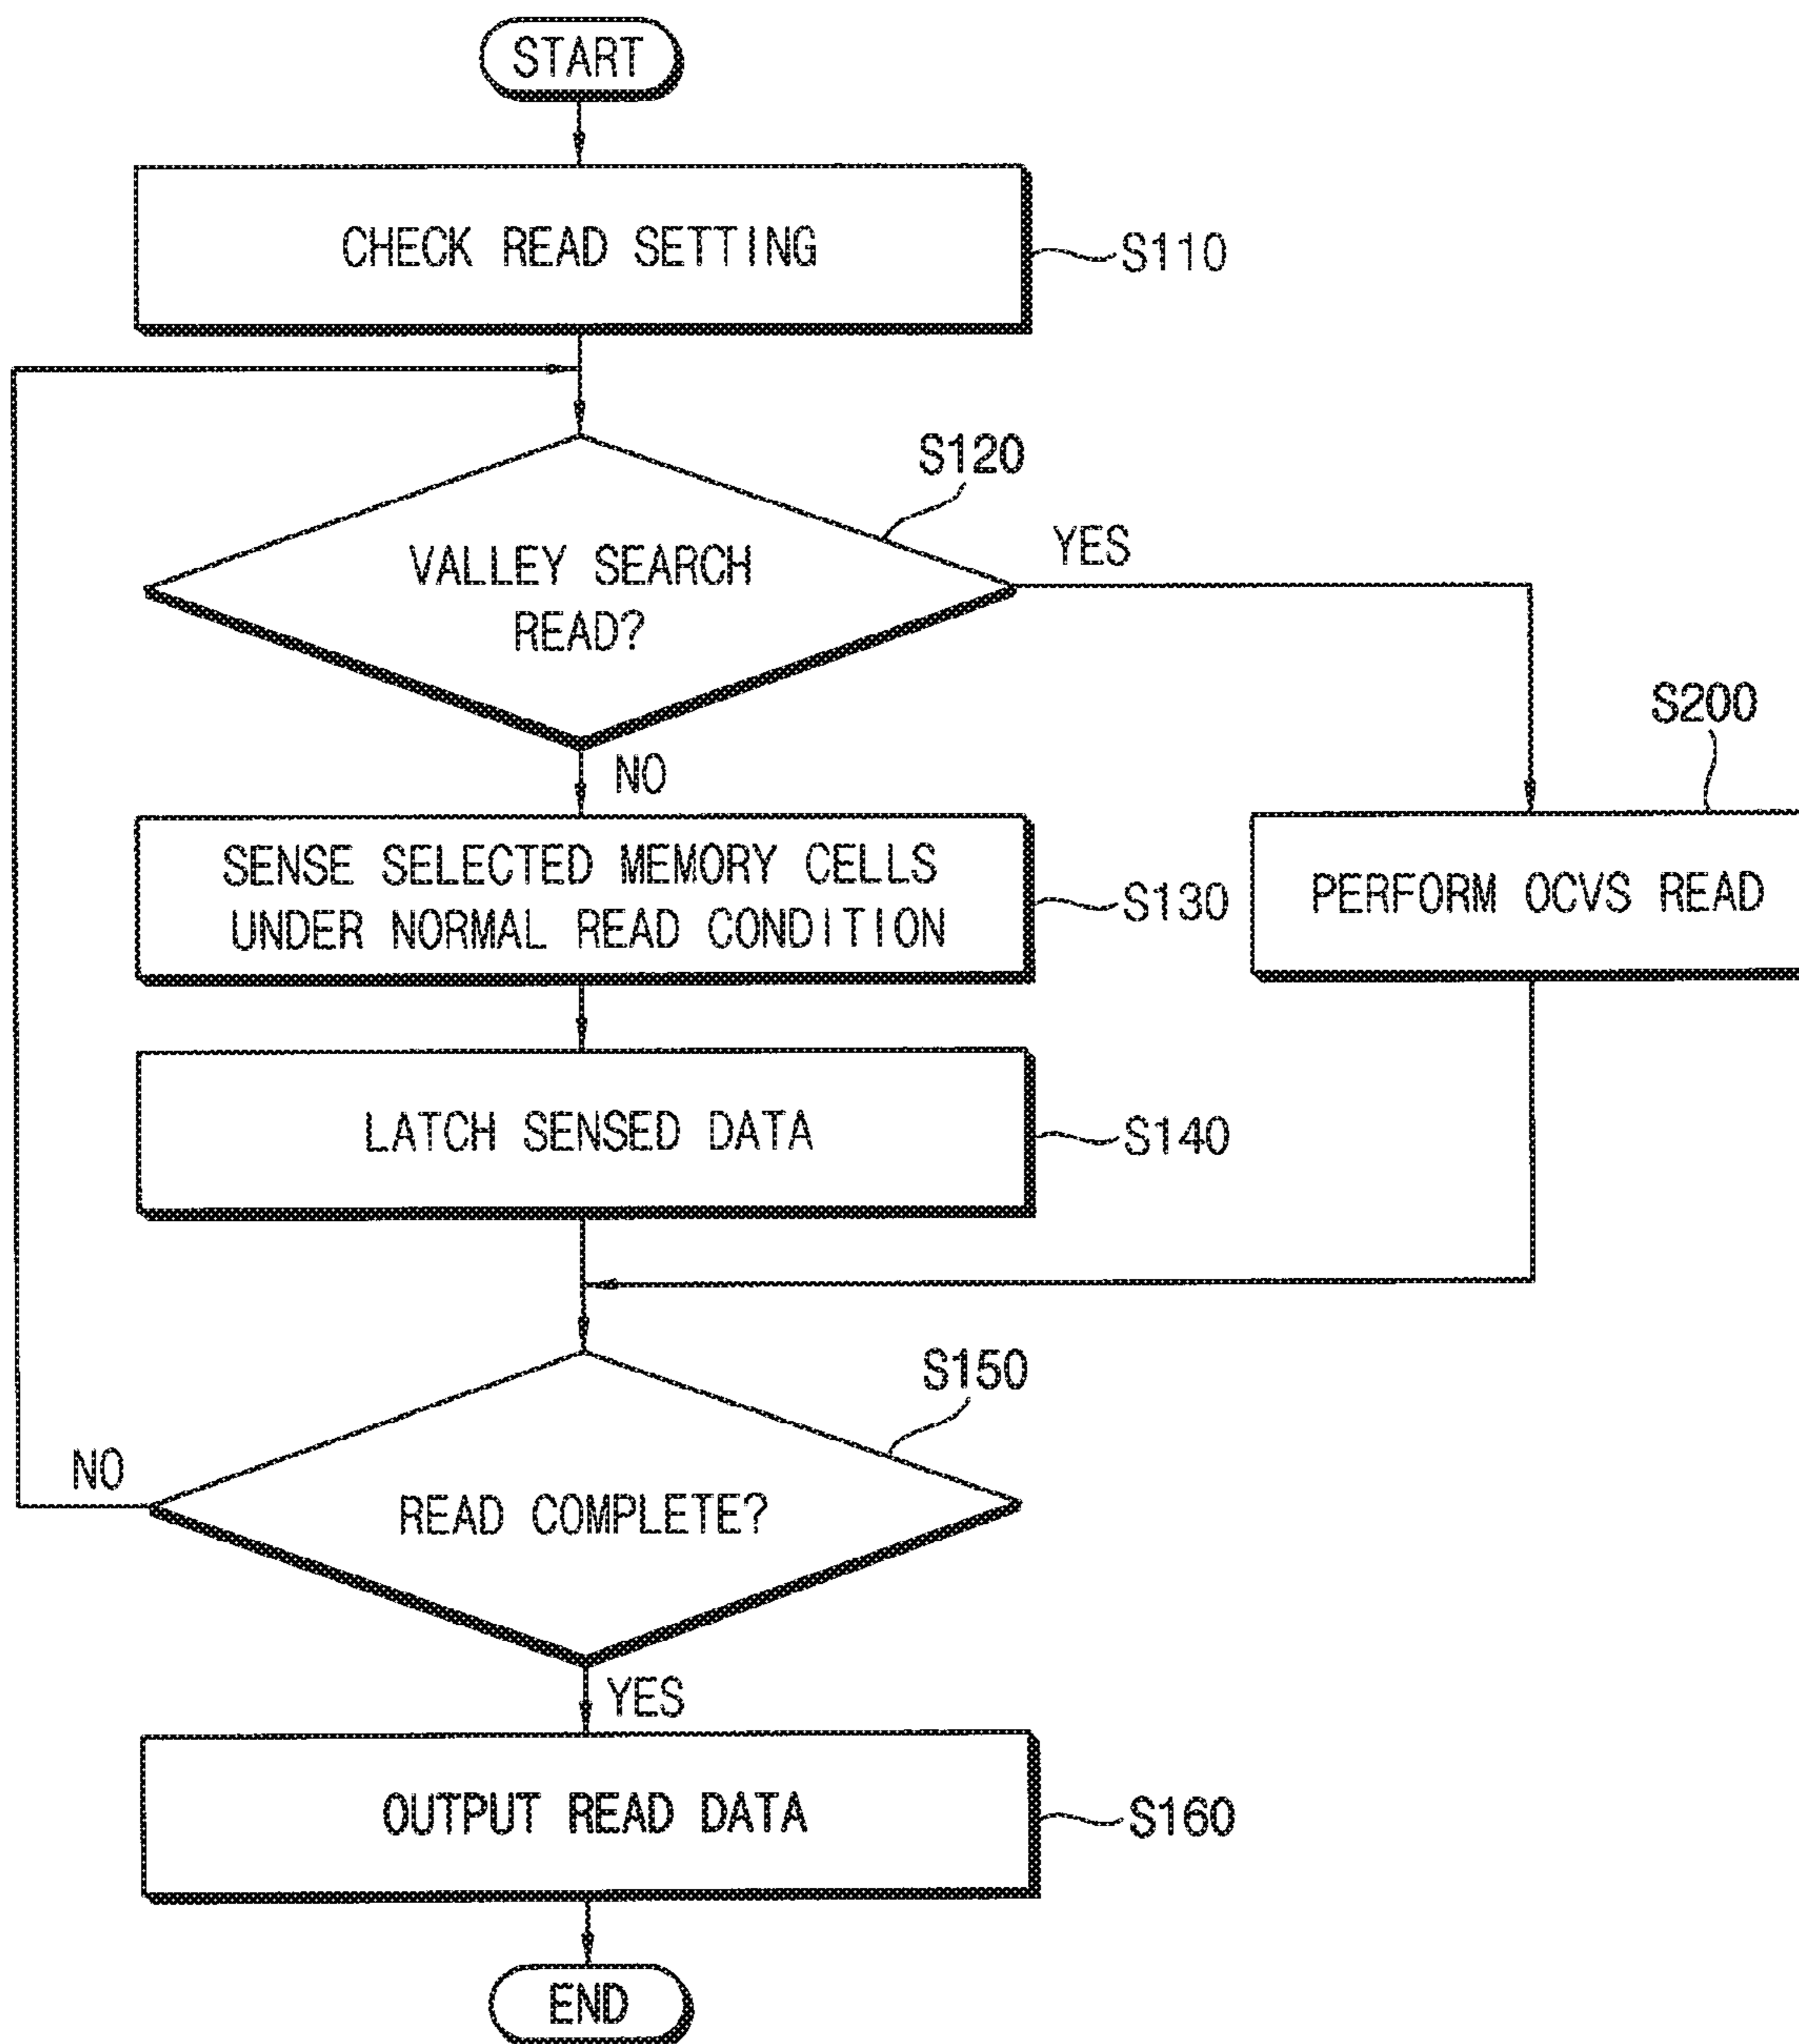 START
CHECK READ SETTING
S110
S120
VALLEY SEARCH
READ?
YES
NO
S200
SENSE SELECTED MEMORY CELLS
UNDER NORMAL READ CONDITION
S130
PERFORM OCVS READ
LATCH SENSED DATA
S140
S150
NO
READ COMPLETE?
YES
OUTPUT READ DATA
S160
END